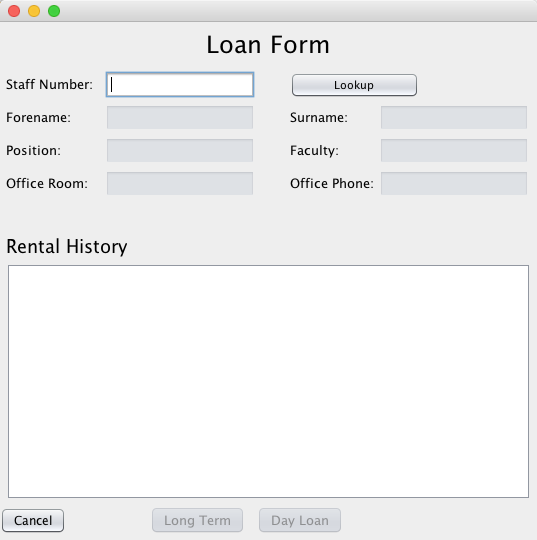 Loan Form
Staff Number: Lookup
Forename: Surname:
Position: Faculty:
Office Room: Office Phone:
Rental History
Cancel Long Term Day Loan